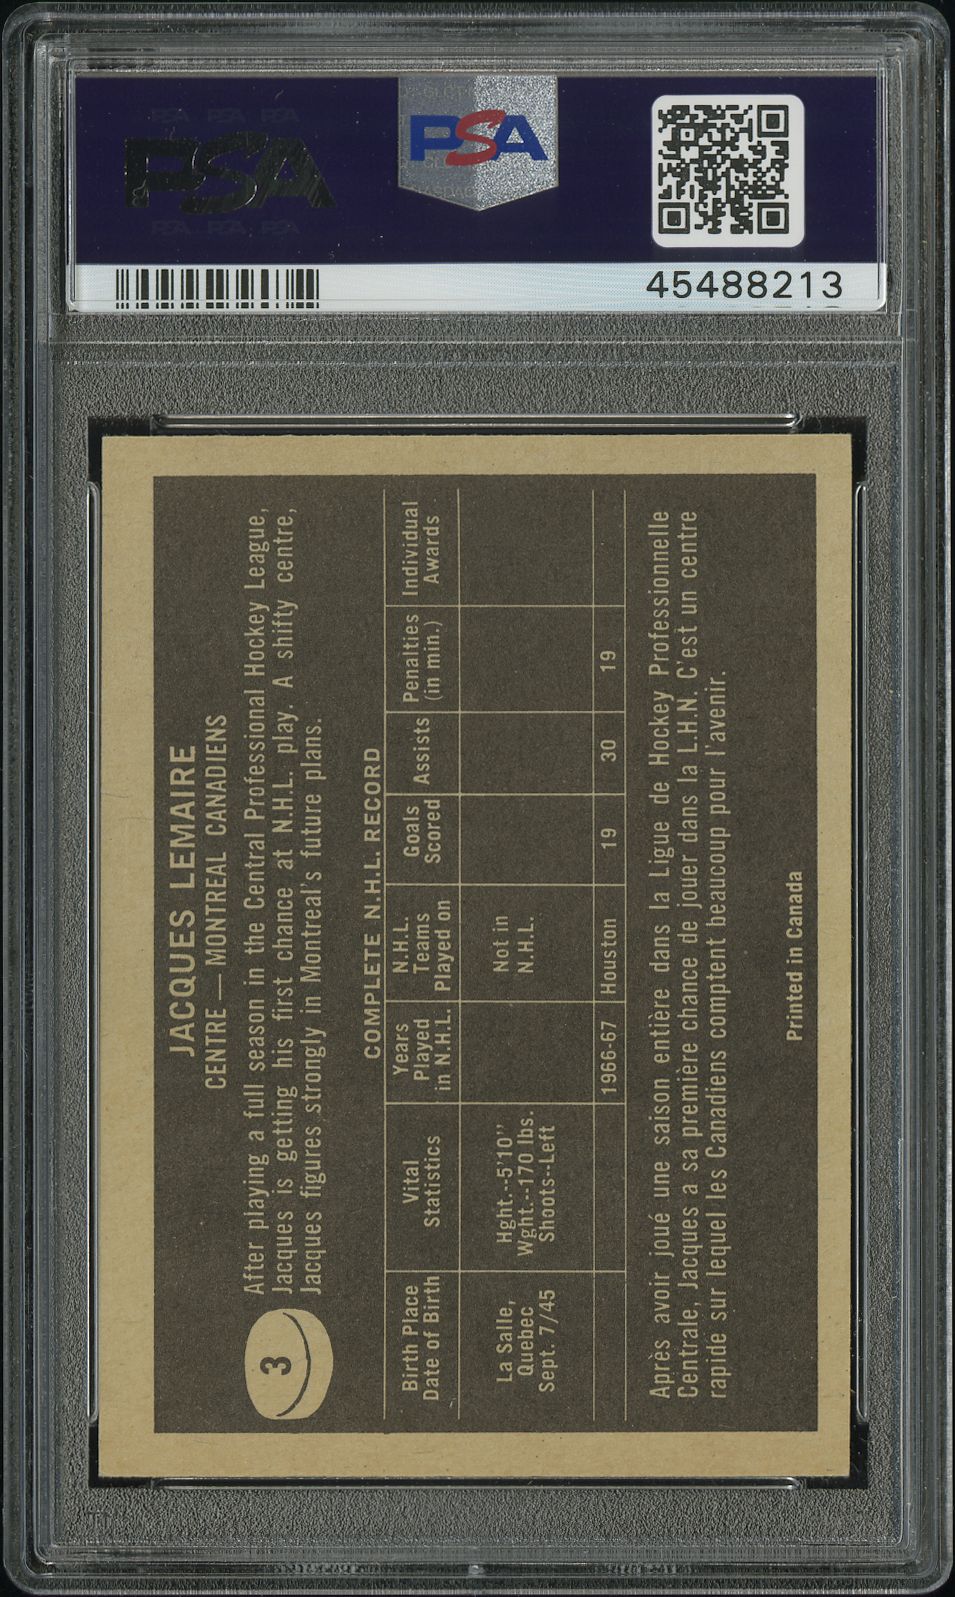 PSA PSA PSA
PSA
PSA PSA PSA
PSA
45488213
JACQUES LEMAIRE
CENTRE — MONTREAL CANADIENS
3
After playing a full season in the Central Professional Hockey League,
Jacques is getting his first chance at N.H.L. play. A shifty centre,
Jacques figures strongly in Montreal's future plans.
COMPLETE N.H.L. RECORD
Birth Place
Date of Birth
Vital
Statistics
Years
Played
in N.H.L.
N.H.L.
Teams
Played on
Goals
Scored
Assists
Penalties
(in min.)
Individual
Awards
La Salle,
Quebec
Sept. 7/45
Hght.--5'10"
Wght.--170 lbs.
Shoots--Left
Not in
N.H.L.
1966-67 Houston 19 30 19
Après avoir joué une saison entière dans la Ligue de Hockey Professionnelle
Centrale, Jacques a sa première chance de jouer dans la L.H.N. C'est un centre
rapide sur lequel les Canadiens comptent beaucoup pour l'avenir.
Printed in Canada